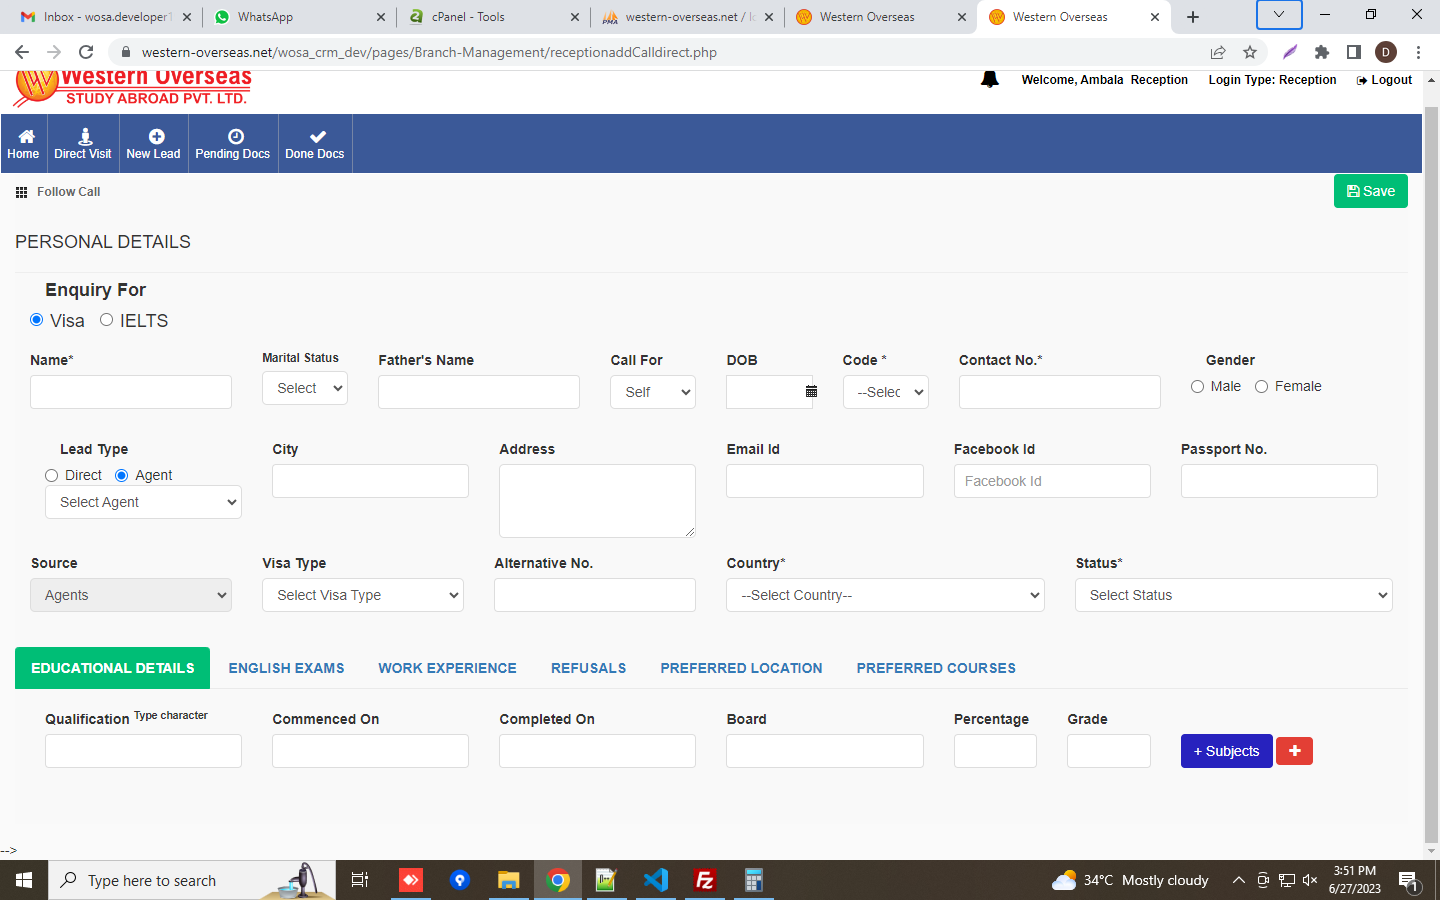 Inbox - wosa.developer1
WhatsApp
cPanel - Tools
PMA western-overseas.net / lo
Western Overseas
Western Overseas
western-overseas.net/wosa_crm_dev/pages/Branch-Management/receptionaddCalldirect.php
D
Western Overseas
STUDY ABROAD PVT. LTD.
Welcome, Ambala Reception Login Type: Reception Logout
Home Direct Visit New Lead Pending Docs Done Docs
Follow Call
Save
PERSONAL DETAILS
Enquiry For
Visa IELTS
Name* Marital Status Father's Name Call For DOB Code * Contact No.* Gender
Select Self --Selec Male Female
Lead Type City Address Email Id Facebook Id Passport No.
Direct Agent
Select Agent Facebook Id
Source Visa Type Alternative No. Country* Status*
Agents Select Visa Type --Select Country-- Select Status
EDUCATIONAL DETAILS ENGLISH EXAMS WORK EXPERIENCE REFUSALS PREFERRED LOCATION PREFERRED COURSES
Qualification Type character Commenced On Completed On Board Percentage Grade
+ Subjects
-->
Type here to search
34°C Mostly cloudy
3:51 PM
6/27/2023
1